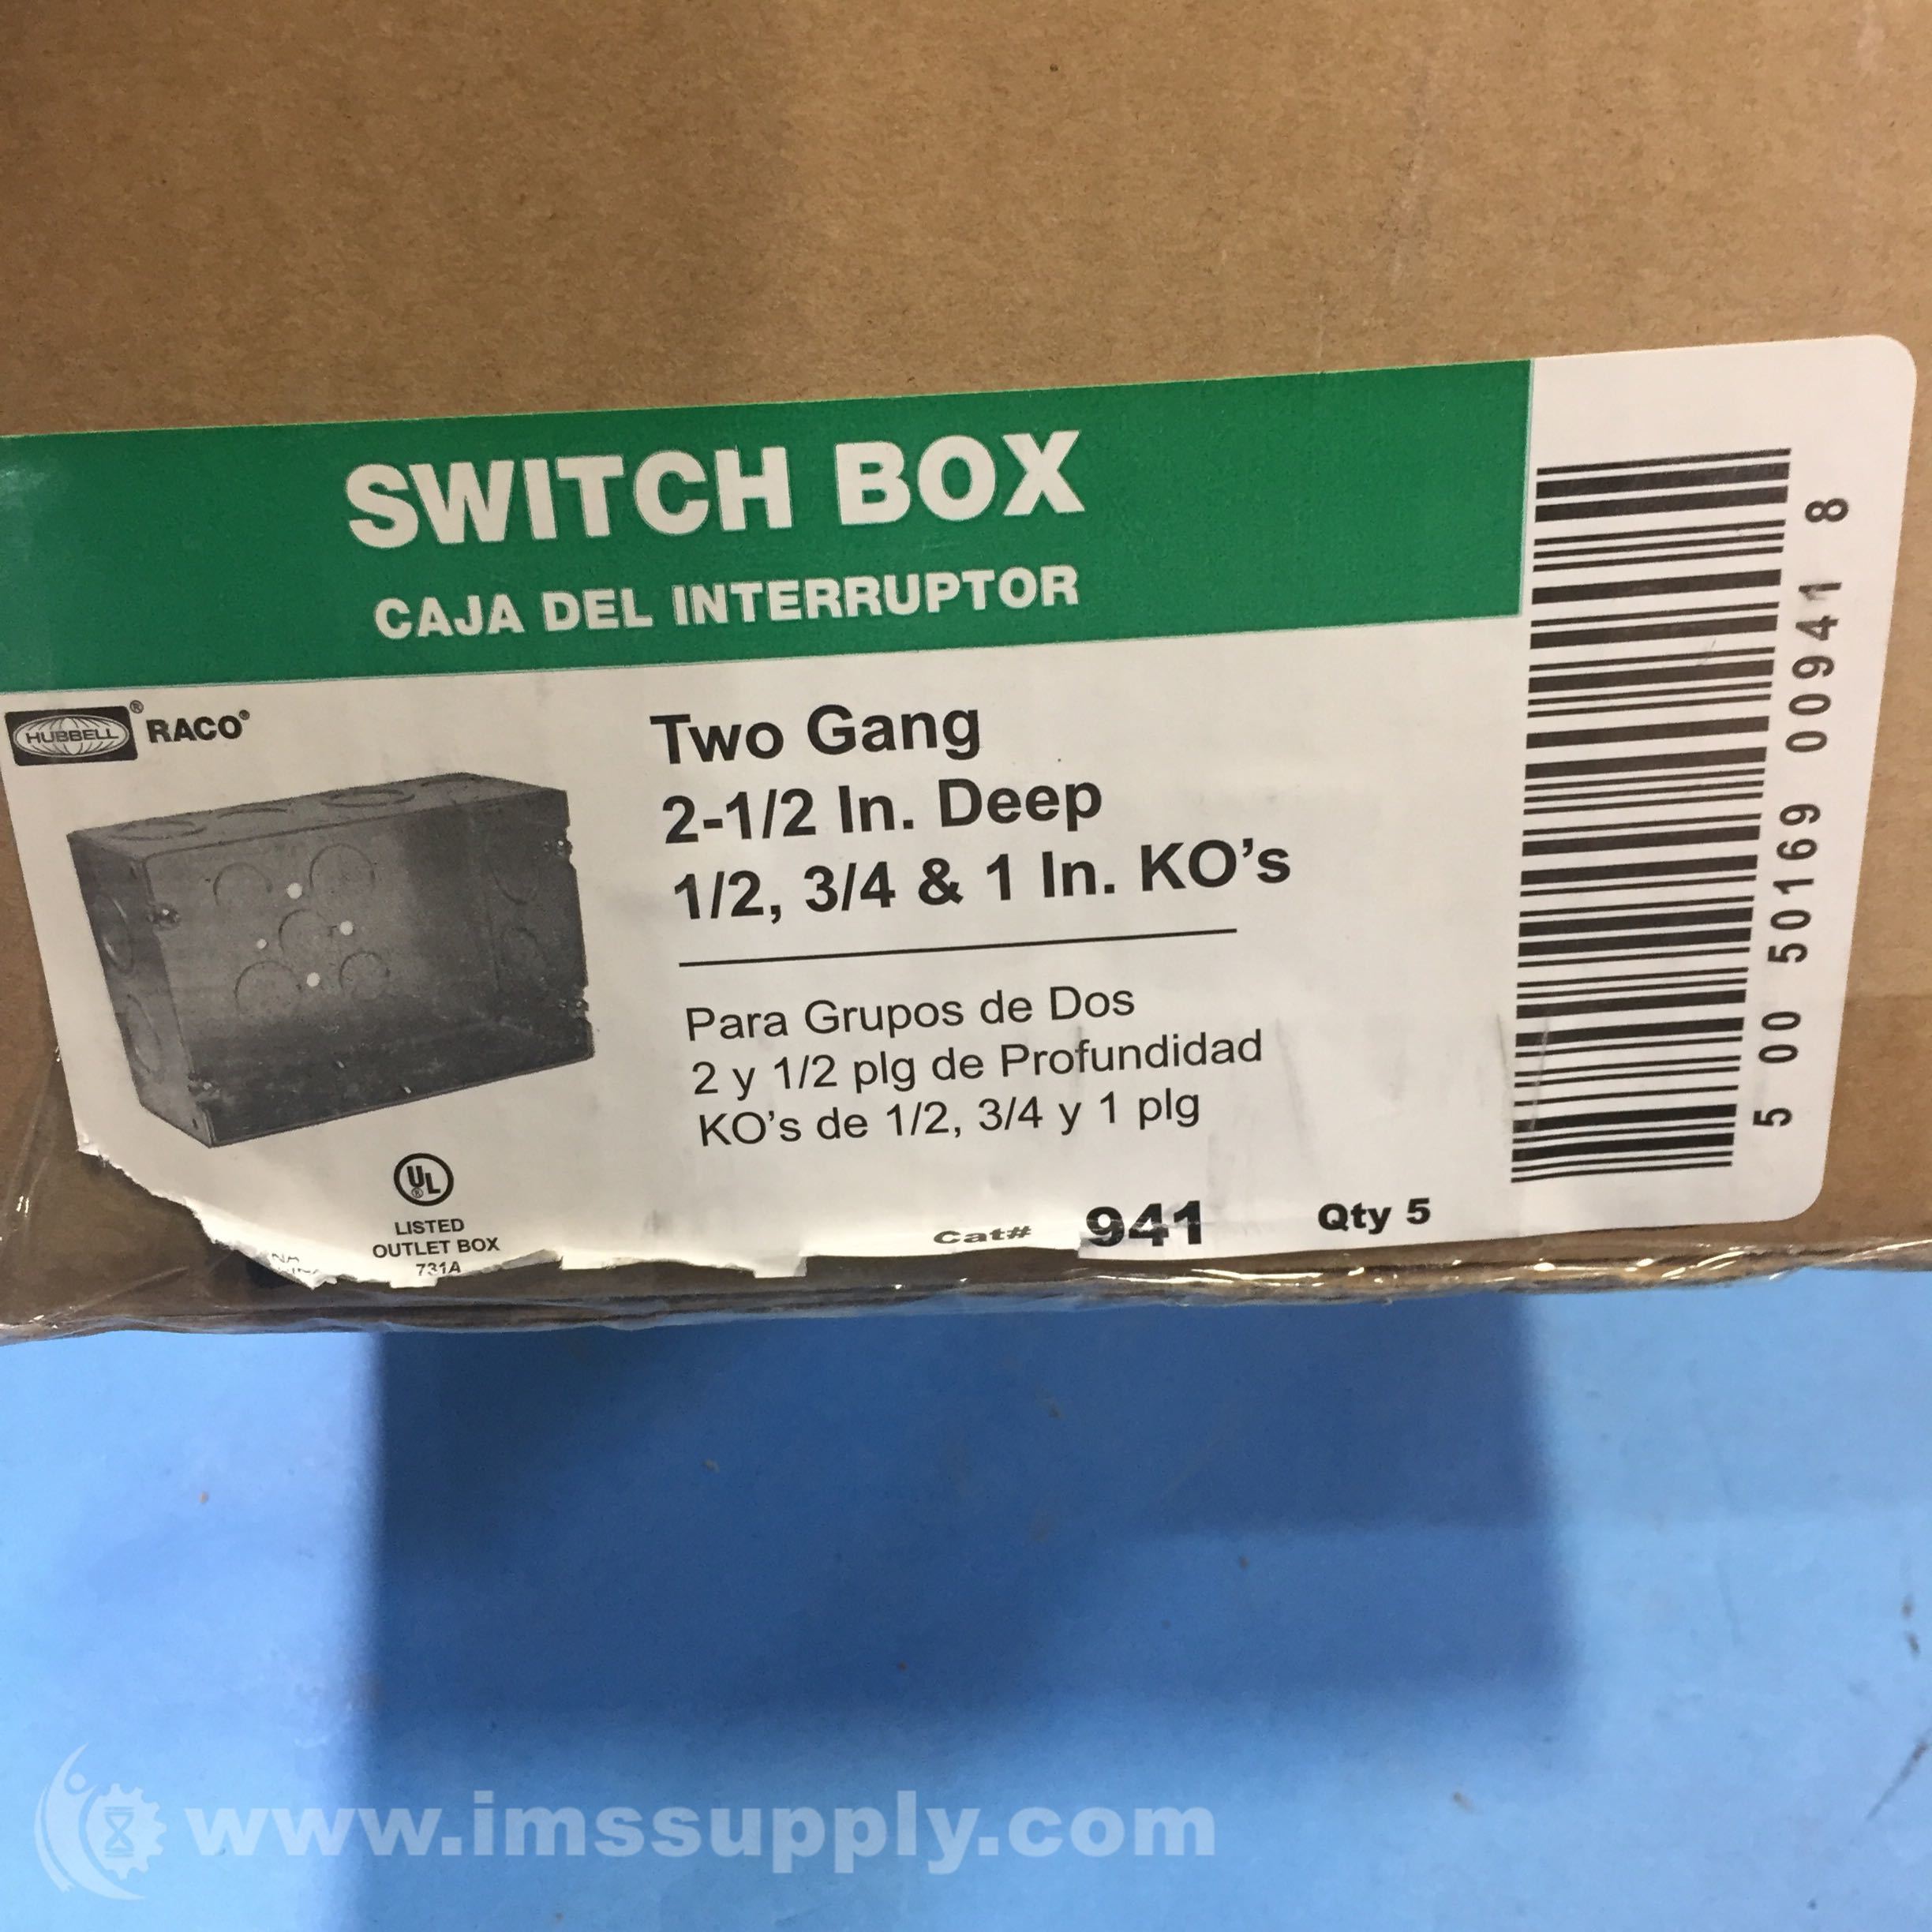 SWITCH BOX
CAJA DEL INTERRUPTOR
HUBBELL® RACO®
Two Gang
2-1/2 In. Deep
1/2, 3/4 & 1 In. KO's
Para Grupos de Dos
2 y 1/2 plg de Profundidad
KO's de 1/2, 3/4 y 1 plg
UL®
LISTED
OUTLET BOX
731A
Cat# 941 Qty 5
5 00 50169 00941 8
www.imssupply.com